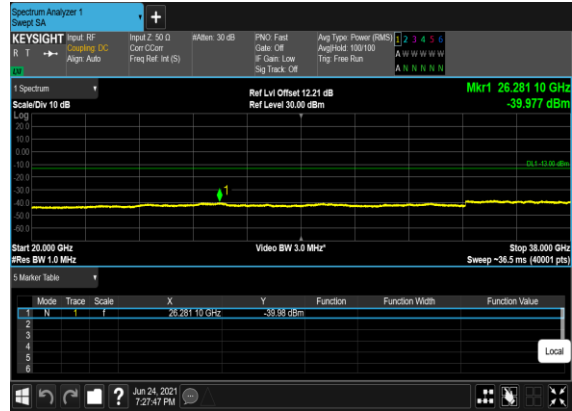 Spectrum Analyzer 1
Swept SA
+
KEYSIGHT Input: RF Input Z: 50 Ω #Atten: 30 dB PNO: Fast Avg Type: Power (RMS) 1 2 3 4 5 6
R T Coupling: DC Corr CCorr Gate: Off Avg|Hold: 100/100 A W W W W W
Align: Auto Freq Ref: Int (S) IF Gain: Low Trig: Free Run
Sig Track: Off A N N N N N
1 Spectrum Ref Lvl Offset 12.21 dB Mkr1 26.281 10 GHz
Scale/Div 10 dB Ref Level 30.00 dBm -39.977 dBm
Log
20.0
10.0
0.00
-10.0 DL1 -13.00 dBm
-20.0
-30.0 1
-40.0
-50.0
-60.0
Start 20.000 GHz Video BW 3.0 MHz* Stop 38.000 GHz
#Res BW 1.0 MHz Sweep ~36.5 ms (40001 pts)
5 Marker Table
Mode Trace Scale X Y Function Function Width Function Value
1 N 1 f 26.281 10 GHz -39.98 dBm
2
3
4
5
6
Local
? Jun 24, 2021
7:27:47 PM